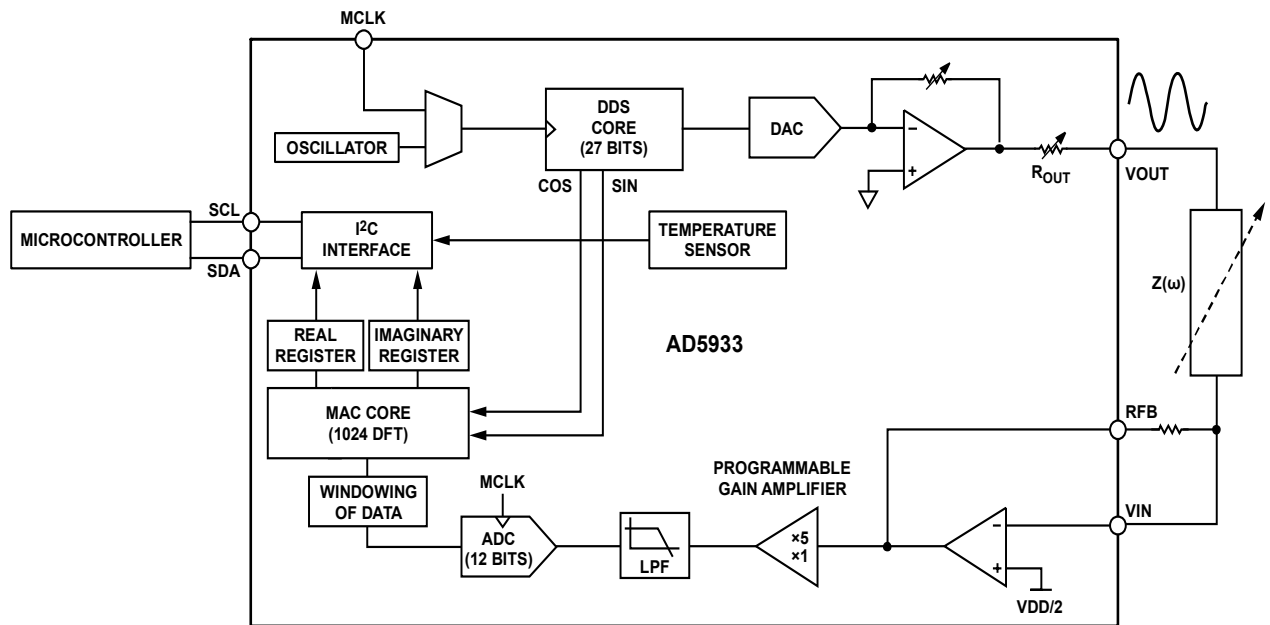 MCLK
DDS
CORE
(27 BITS)
DAC
OSCILLATOR
R_OUT
VOUT
COS
SIN
SCL
MICROCONTROLLER
I²C
INTERFACE
TEMPERATURE
SENSOR
SDA
Z(ω)
REAL
REGISTER
IMAGINARY
REGISTER
AD5933
MAC CORE
(1024 DFT)
RFB
PROGRAMMABLE
GAIN AMPLIFIER
MCLK
WINDOWING
OF DATA
VIN
ADC
(12 BITS)
LPF
×5
×1
VDD/2
−
+
−
+